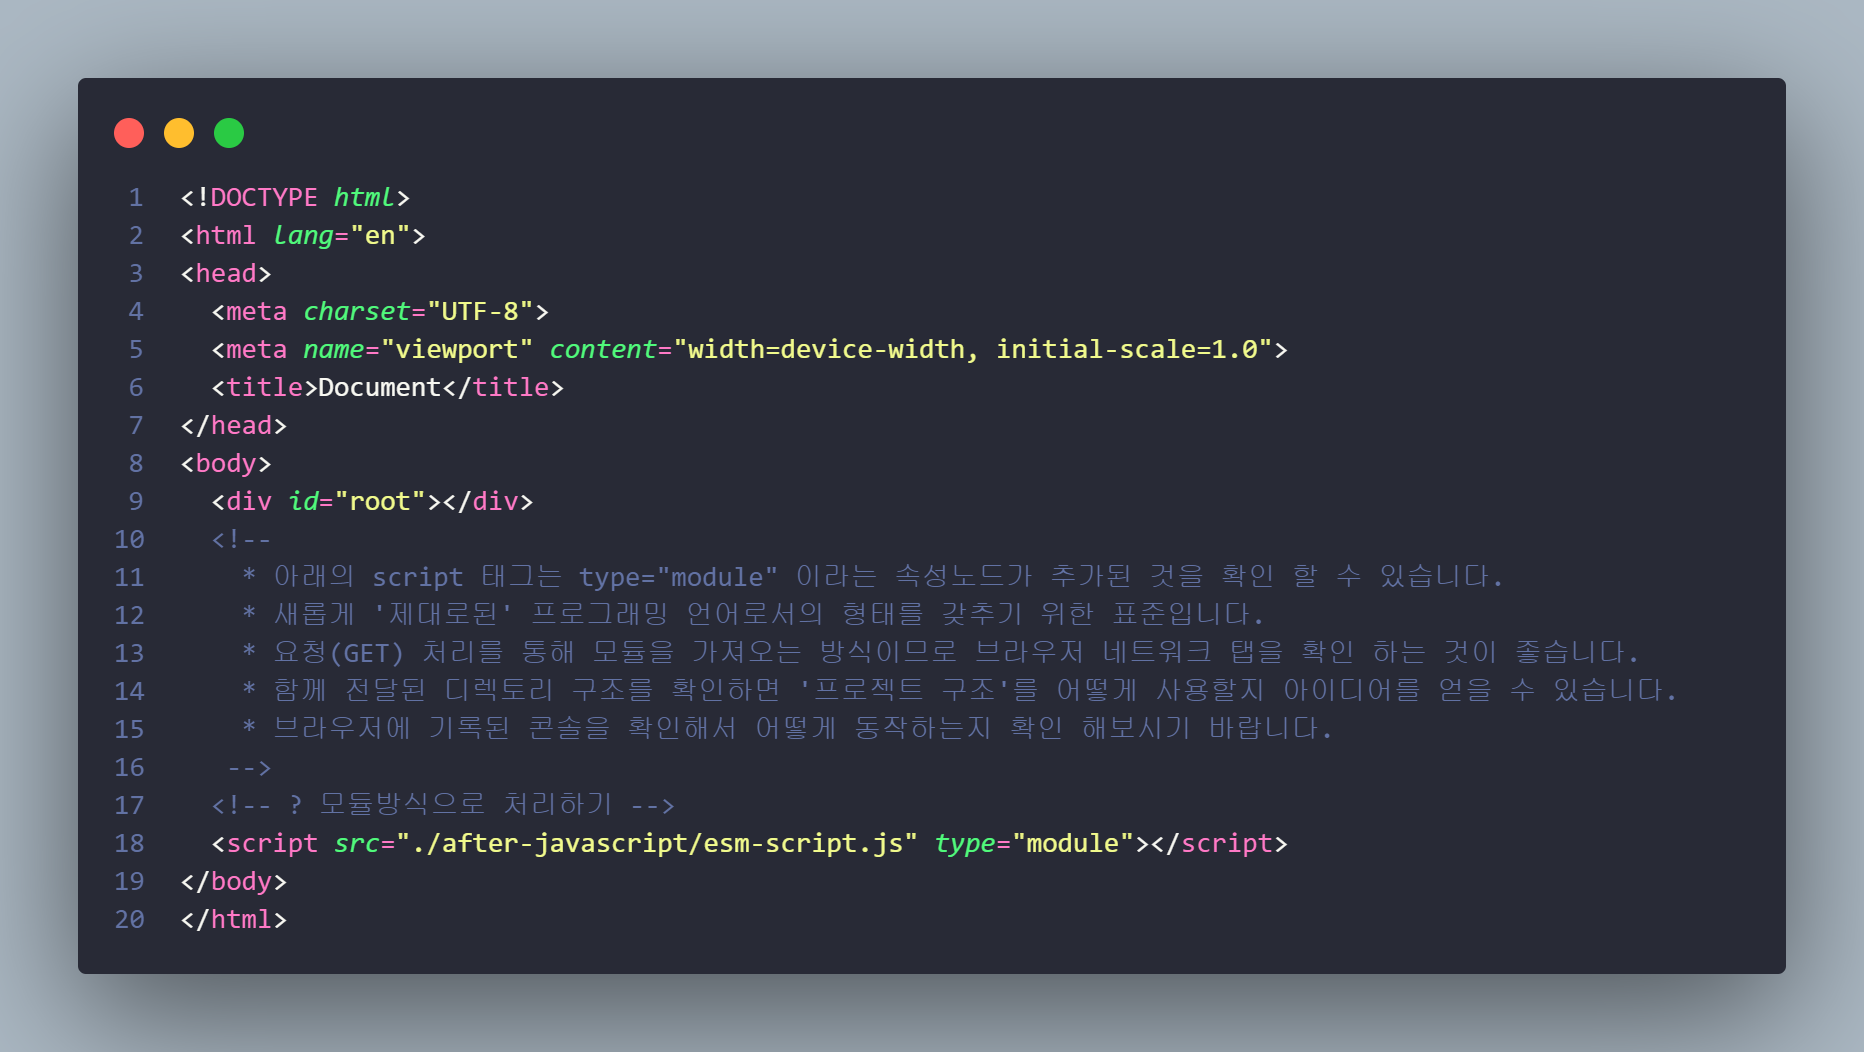 1 <!DOCTYPE html>
2 <html lang="en">
3 <head>
4   <meta charset="UTF-8">
5   <meta name="viewport" content="width=device-width, initial-scale=1.0">
6   <title>Document</title>
7 </head>
8 <body>
9   <div id="root"></div>
10   <!--
11     * 아래의 script 태그는 type="module" 이라는 속성노드가 추가된 것을 확인 할 수 있습니다.
12     * 새롭게 '제대로된' 프로그래밍 언어로서의 형태를 갖추기 위한 표준입니다.
13     * 요청(GET) 처리를 통해 모듈을 가져오는 방식이므로 브라우저 네트워크 탭을 확인 하는 것이 좋습니다.
14     * 함께 전달된 디렉토리 구조를 확인하면 '프로젝트 구조'를 어떻게 사용할지 아이디어를 얻을 수 있습니다.
15     * 브라우저에 기록된 콘솔을 확인해서 어떻게 동작하는지 확인 해보시기 바랍니다.
16    -->
17   <!-- ? 모듈방식으로 처리하기 -->
18   <script src="./after-javascript/esm-script.js" type="module"></script>
19 </body>
20 </html>